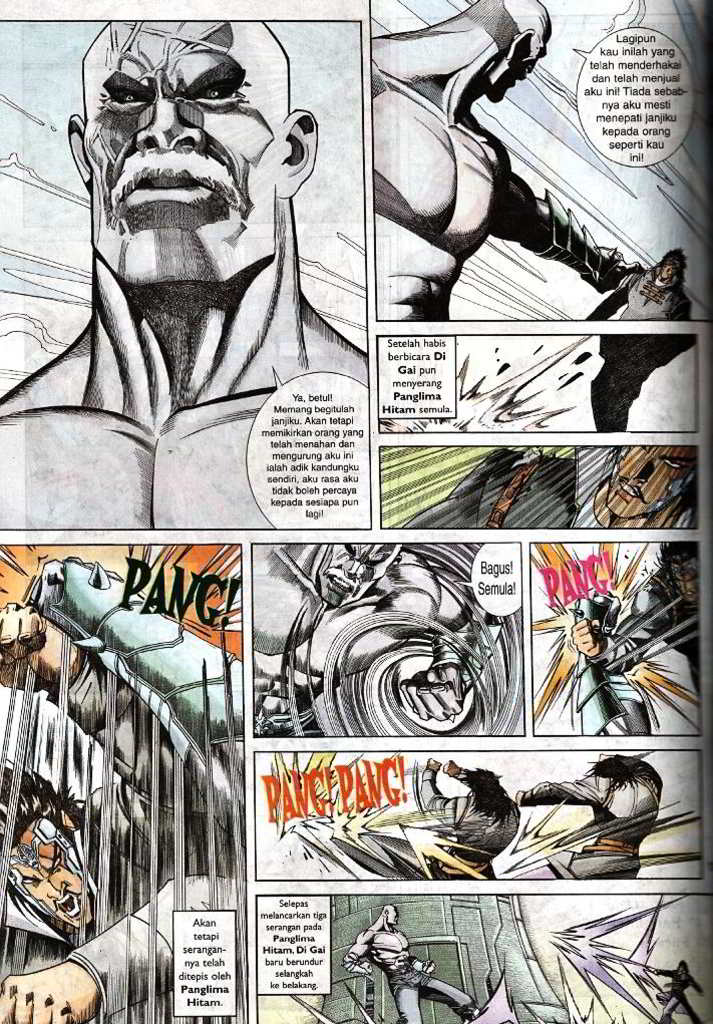 Ya, betul!
Memang begitulah
janjiku. Akan tetapi
memikirkan orang yang
telah menahan dan
mengurung aku ini
ialah adik kandungku
sendiri, aku rasa aku
tidak boleh percaya
kepada sesiapa pun
lagi!
Lagipun
kau inilah yang
telah menderhakai
dan telah menjual
aku ini! Tiada sebab-
nya aku mesti
menepati janjiku
kepada orang
seperti kau
ini!
Setelah habis
berbicara Di
Gai pun
menyerang
Panglima
Hitam semula.
PANG!
Akan
tetapi
serangan-
nya telah
ditepis oleh
Panglima
Hitam.
Bagus!
Semula!
PANG!
PANG! PANG!
Selepas
melancarkan tiga
serangan pada
Panglima
Hitam, Di Gai
baru berundur
selangkah
ke belakang.